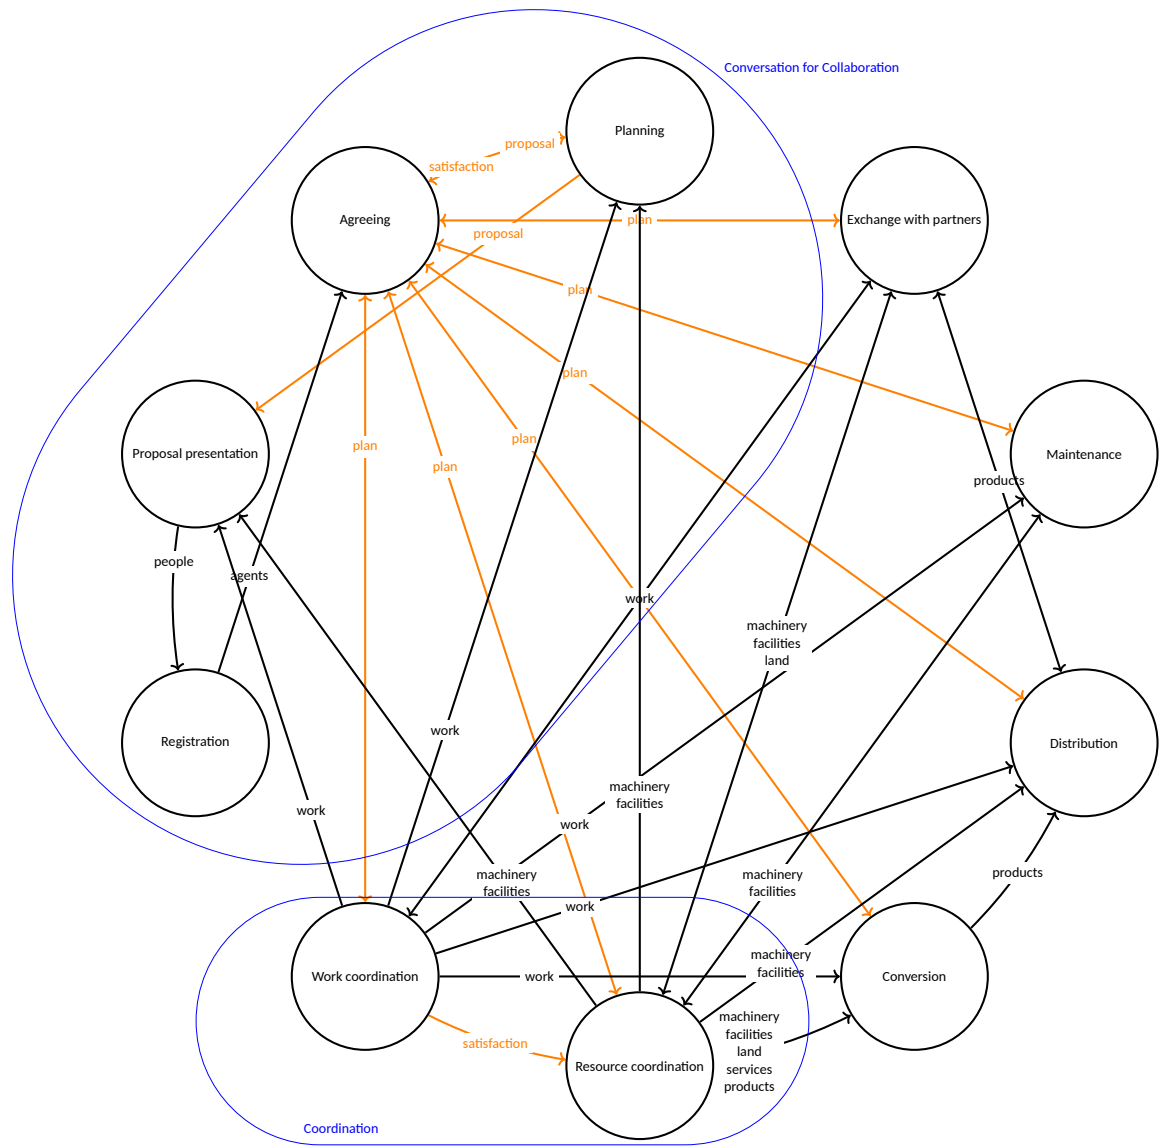 Conversation for Collaboration
Planning
proposal
satisfaction
Agreeing
plan
Exchange with partners
proposal
plan
plan
plan
plan
plan
Proposal presentation
Maintenance
products
people
agents
work
machinery
facilities
land
work
Registration
Distribution
machinery
facilities
work
work
machinery
facilities
machinery
facilities
products
work
machinery
facilities
Work coordination
work
Conversion
machinery
facilities
land
services
products
satisfaction
Resource coordination
Coordination